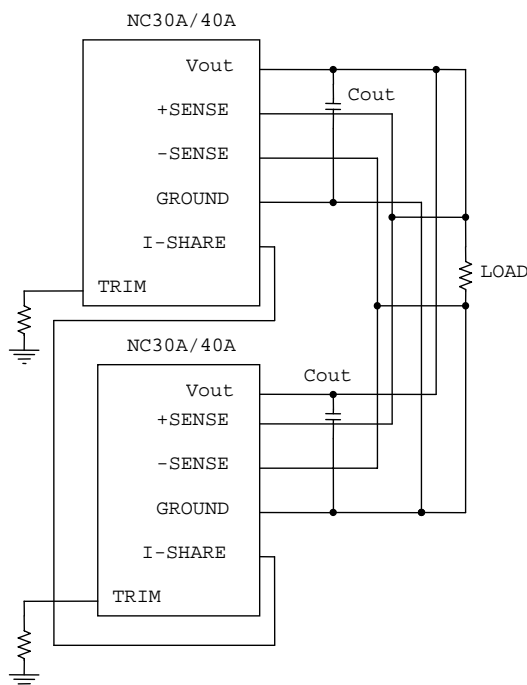 NC30A/40A
Vout
Cout
+SENSE
-SENSE
GROUND
I-SHARE
LOAD
TRIM
NC30A/40A
Cout
Vout
+SENSE
-SENSE
GROUND
I-SHARE
TRIM